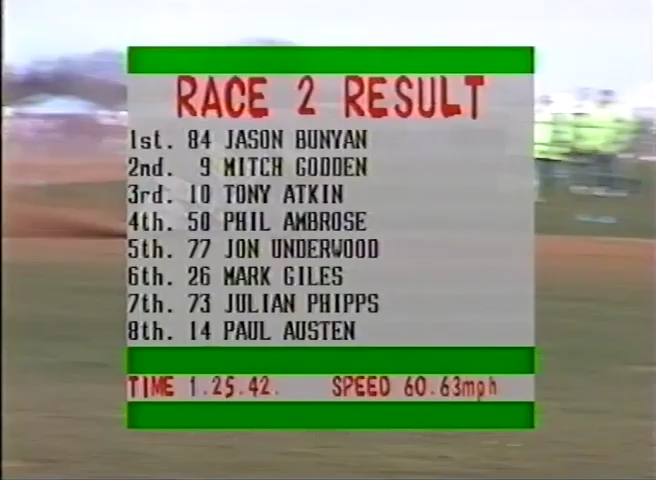 RACE 2 RESULT
1st. 84 JASON BUNYAN
2nd. 9 MITCH GODDEN
3rd. 10 TONY ATKIN
4th. 50 PHIL AMBROSE
5th. 77 JON UNDERWOOD
6th. 26 MARK GILES
7th. 73 JULIAN PHIPPS
8th. 14 PAUL AUSTEN
TIME 1.25.42. SPEED 60.63mph